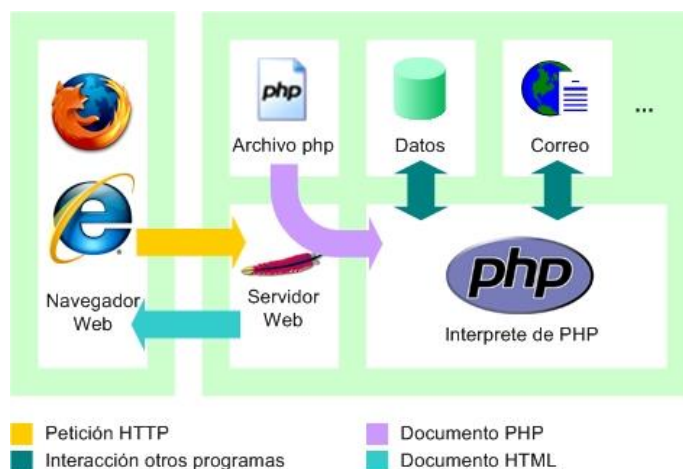 php
Archivo php
Datos
Correo
...
Navegador
Web
Servidor
Web
php
Interprete de PHP
Petición HTTP
Documento PHP
Interacción otros programas
Documento HTML